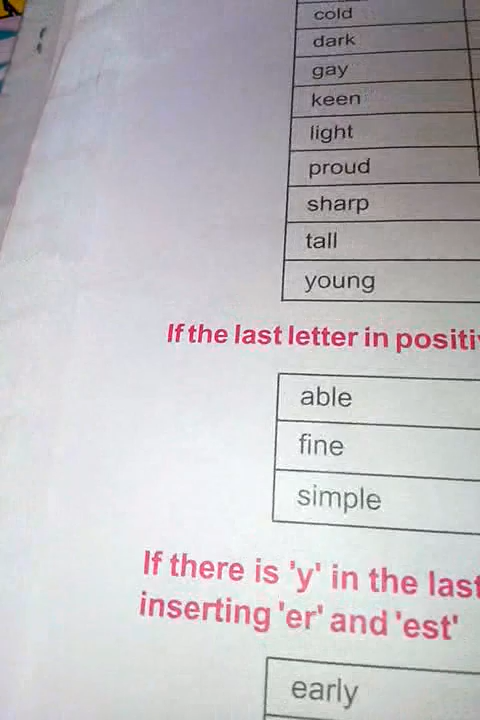 cold
dark
gay
keen
light
proud
sharp
tall
young
If the last letter in positi
able
fine
simple
If there is 'y' in the last
inserting 'er' and 'est'
early